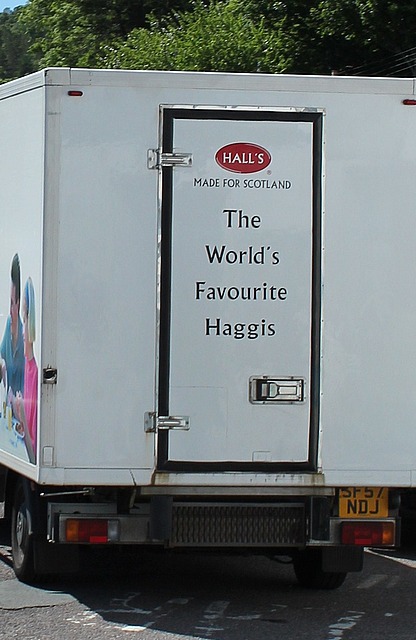 HALL'S
MADE FOR SCOTLAND
The
World's
Favourite
Haggis
SF57
NDJ